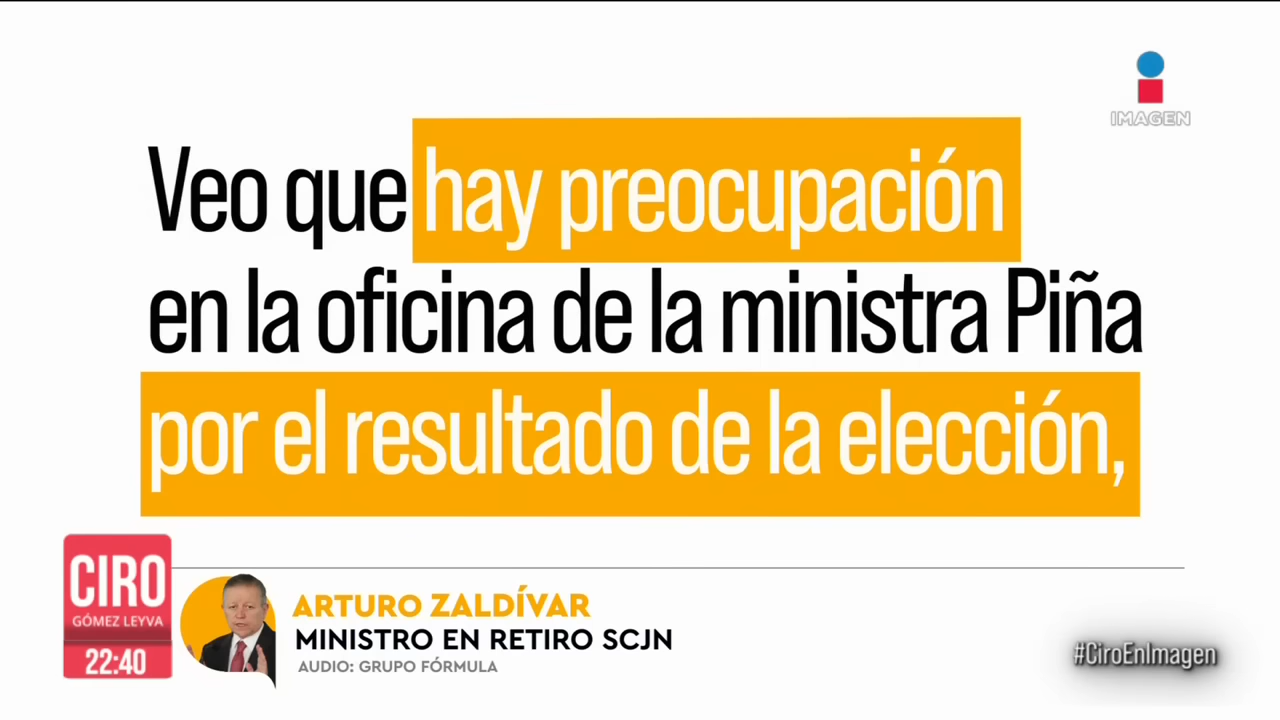 IMAGEN
Veo que hay preocupación
en la oficina de la ministra Piña
por el resultado de la elección,
CIRO
GÓMEZ LEYVA
22:40
ARTURO ZALDÍVAR
MINISTRO EN RETIRO SCJN
AUDIO: GRUPO FÓRMULA
#CiroEnImagen